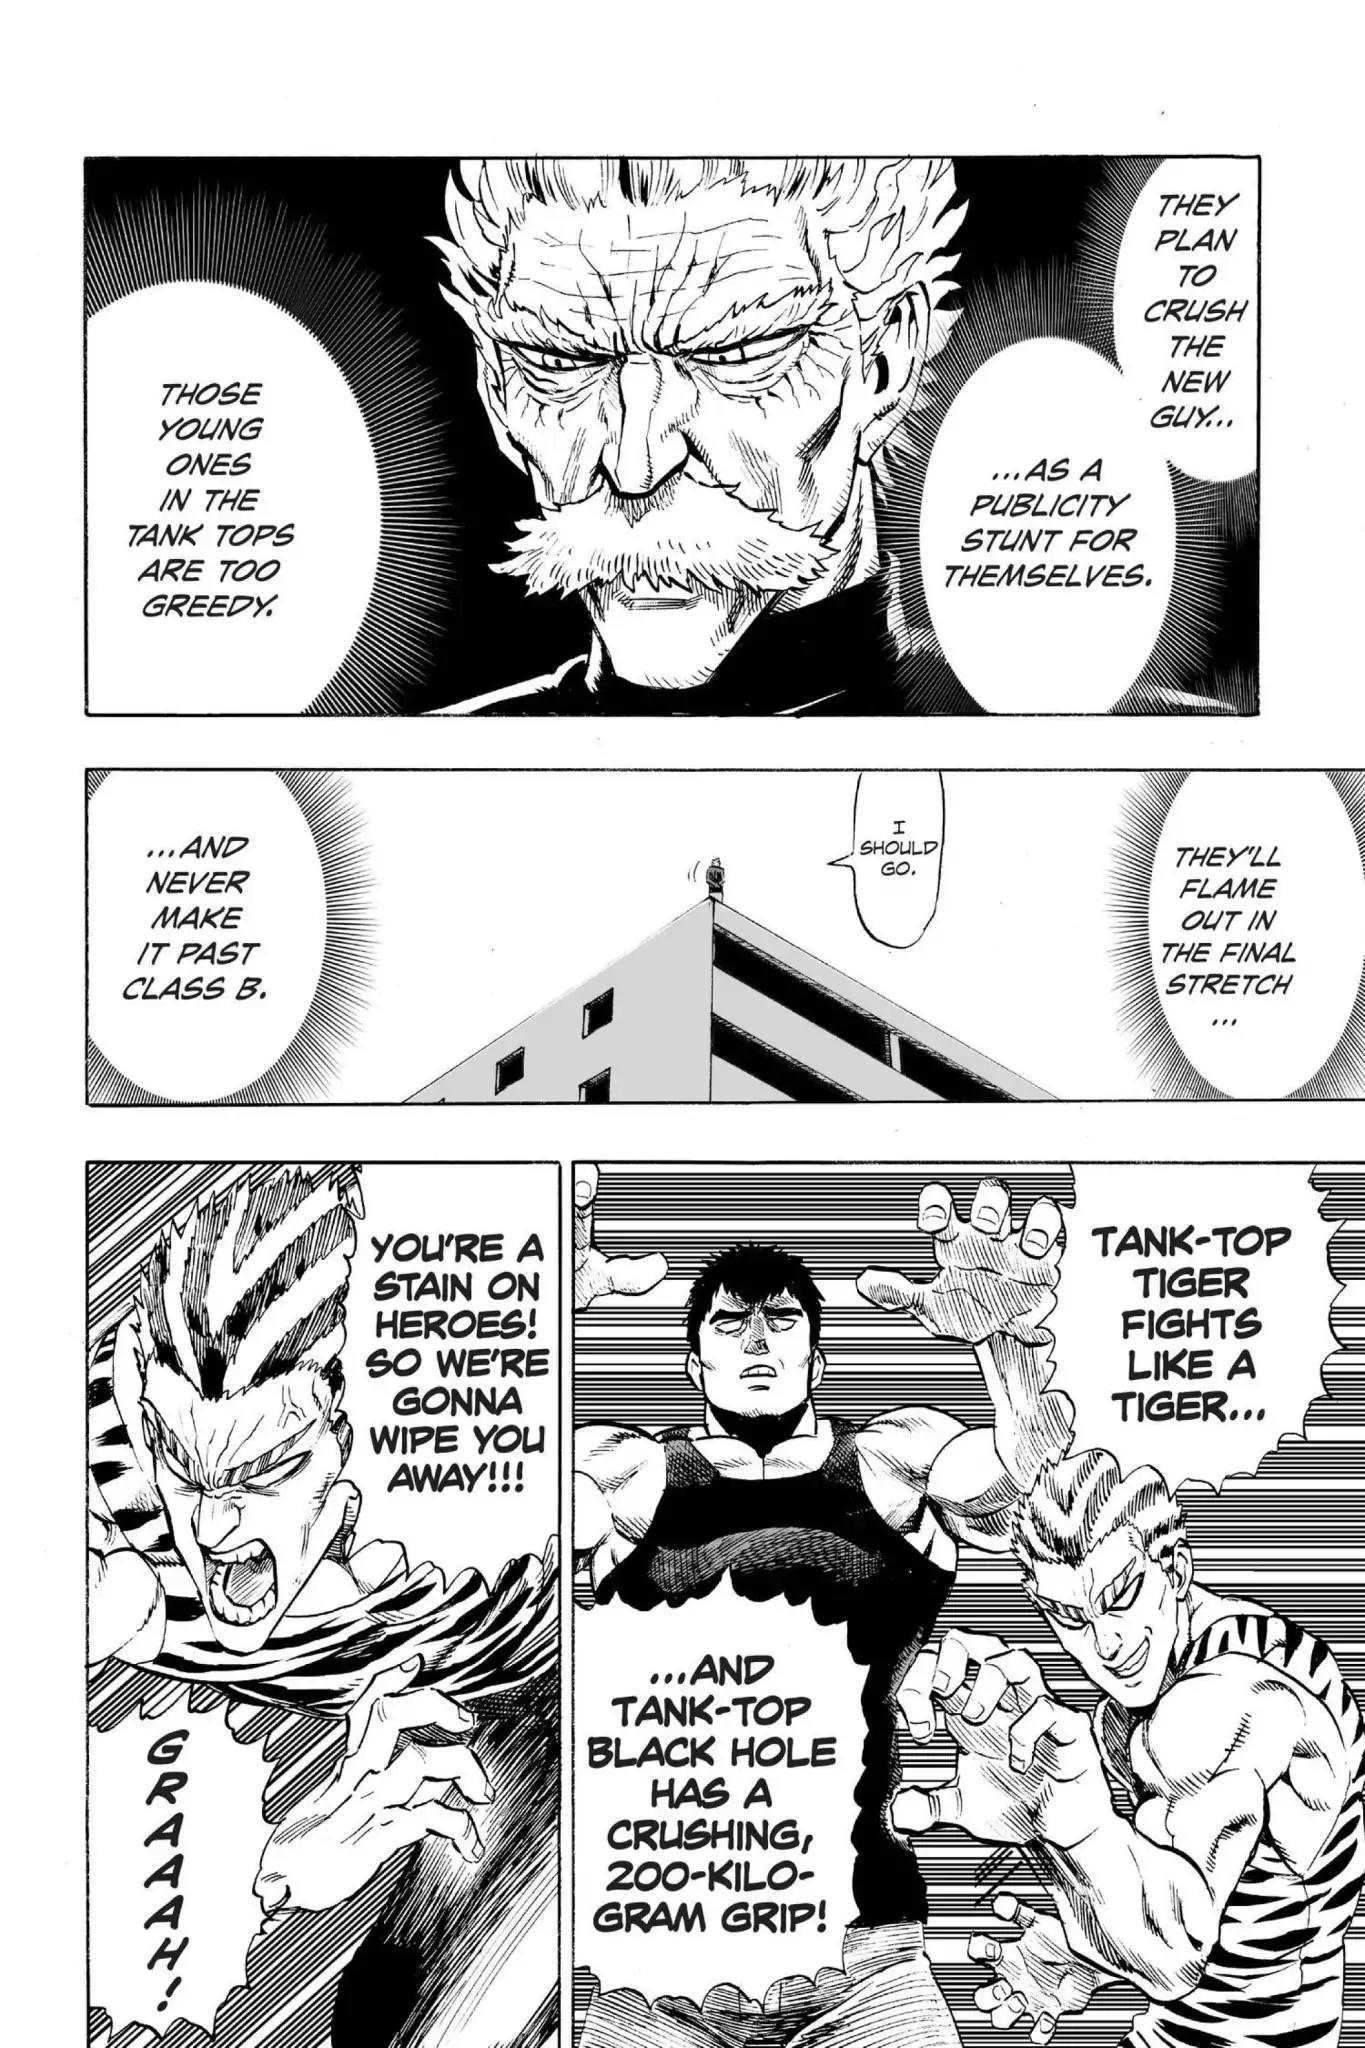 THEY
PLAN
TO
CRUSH
THE
NEW
GUY...
...AS A
PUBLICITY
STUNT FOR
THEMSELVES.
THOSE
YOUNG
ONES
IN THE
TANK TOPS
ARE TOO
GREEDY.
THEY'LL
FLAME
OUT IN
THE FINAL
STRETCH
...
I
SHOULD
GO.
...AND
NEVER
MAKE
IT PAST
CLASS B.
TANK-TOP
TIGER
FIGHTS
LIKE A
TIGER...
...AND
TANK-TOP
BLACK HOLE
HAS A
CRUSHING,
200-KILO-
GRAM GRIP!
YOU'RE A
STAIN ON
HEROES!
SO WE'RE
GONNA
WIPE YOU
AWAY!!!
GRAAAH!